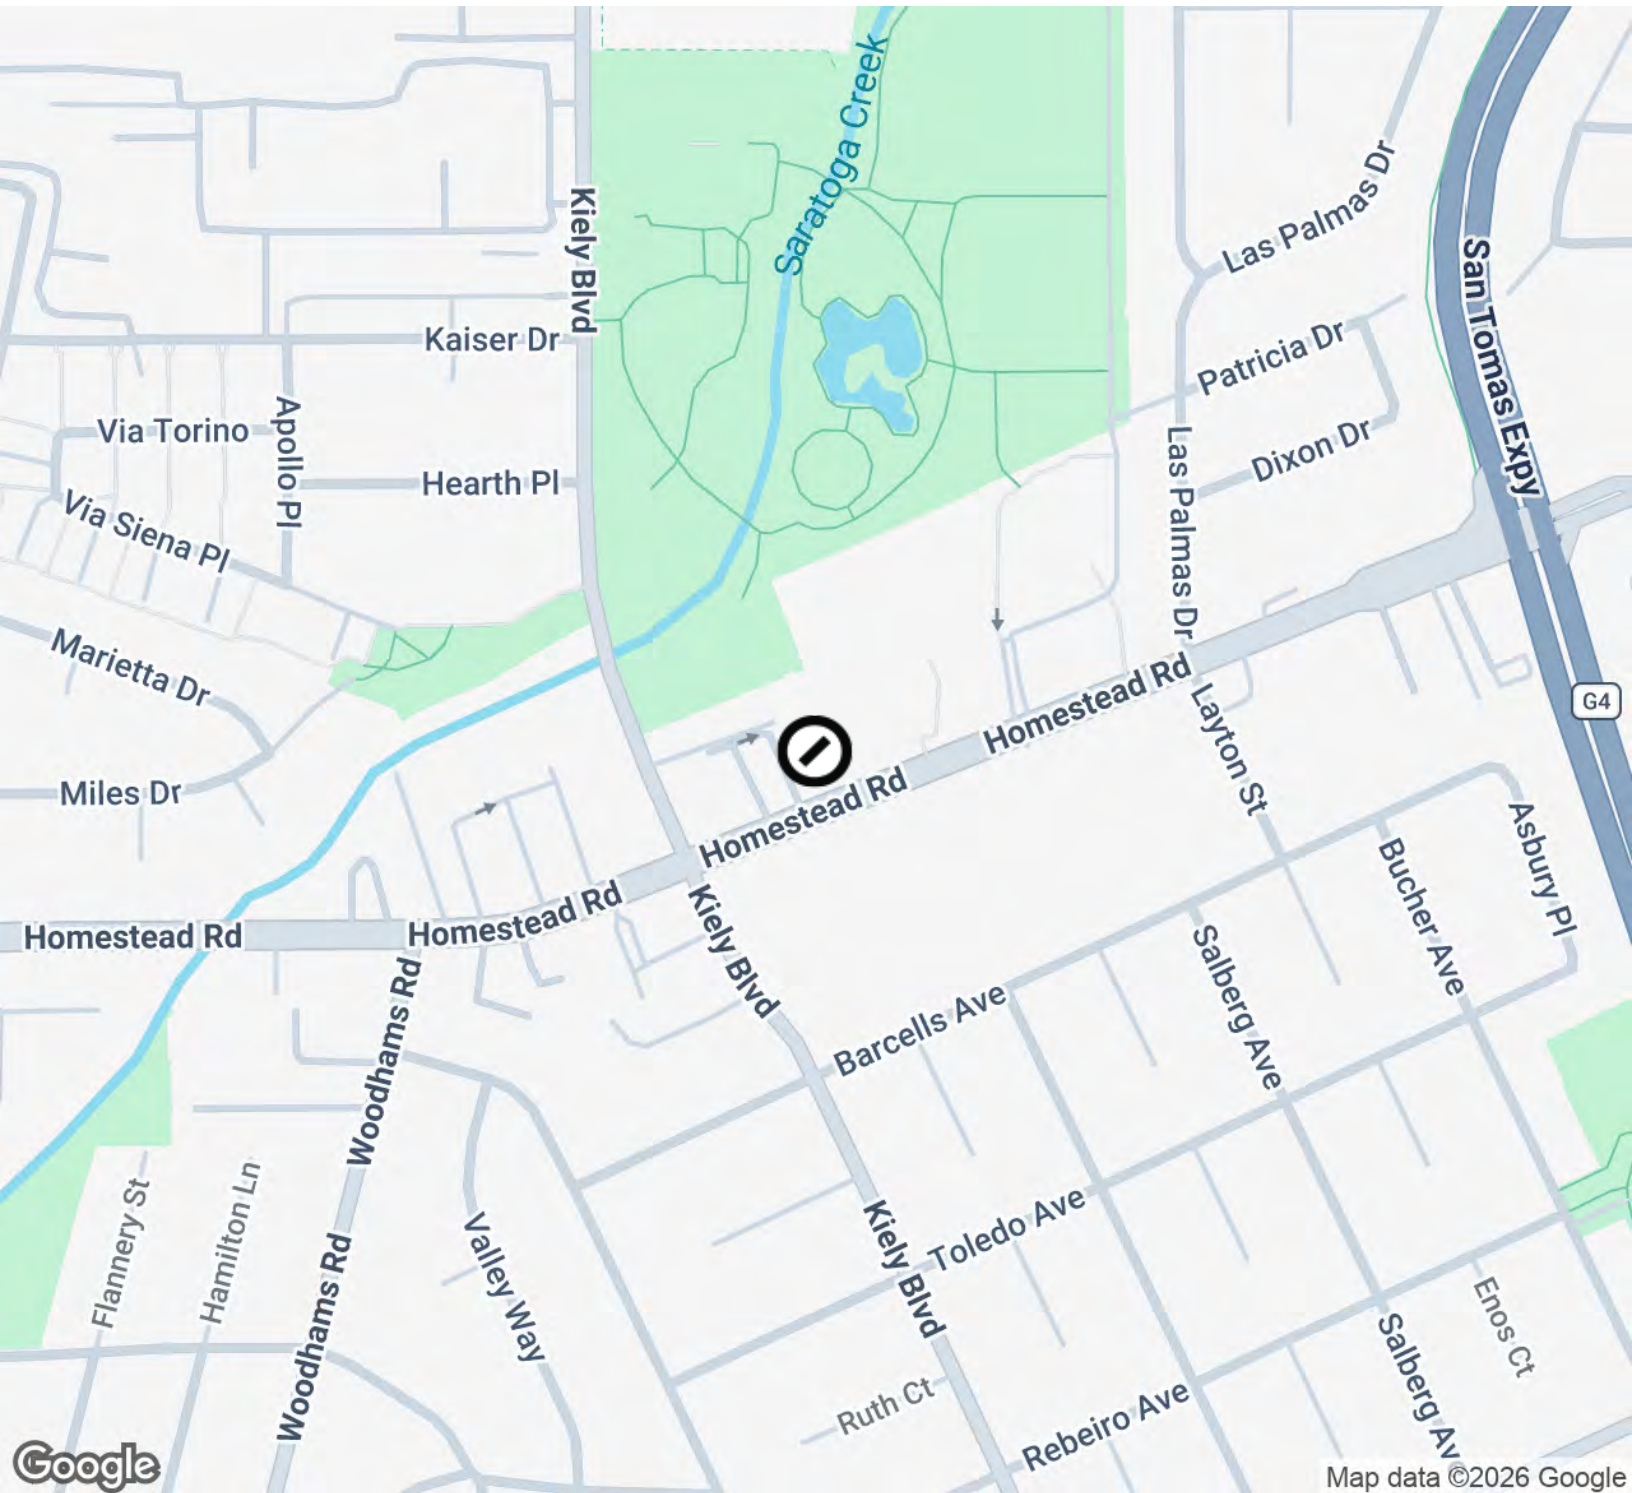 Saratoga Creek
Kiely Blvd
Las Palmas Dr
San Tomas Expy
Kaiser Dr
Patricia Dr
Via Torino
Apollo Pl
Hearth Pl
Las Palmas Dr
Dixon Dr
Via Siena Pl
Marietta Dr
Homestead Rd
Layton St
G4
Miles Dr
Homestead Rd
Asbury Pl
Bucher Ave
Homestead Rd
Homestead Rd
Kiely Blvd
Salberg Ave
Woodhams Rd
Barcells Ave
Flannery St
Hamilton Ln
Toledo Ave
Kiely Blvd
Valley Way
Woodhams Rd
Enos Ct
Salberg Av
Ruth Ct
Rebeiro Ave
Google
Map data ©2026 Google